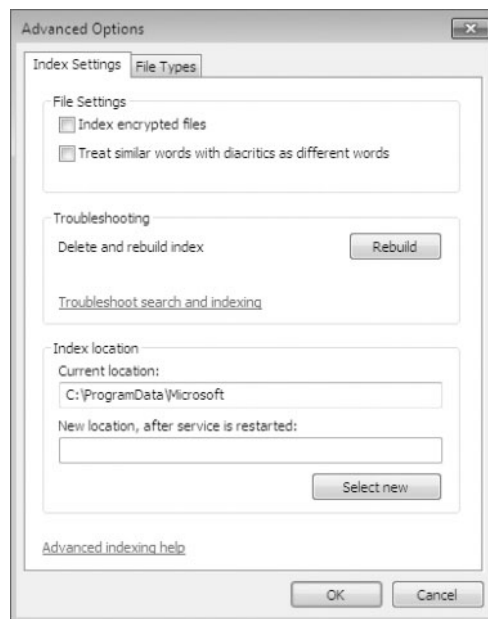 Advanced Options
Index Settings
File Types
File Settings
Index encrypted files
Treat similar words with diacritics as different words
Troubleshooting
Delete and rebuild index
Rebuild
Troubleshoot search and indexing
Index location
Current location:
C:\ProgramData\Microsoft
New location, after service is restarted:
Select new
Advanced indexing help
OK
Cancel